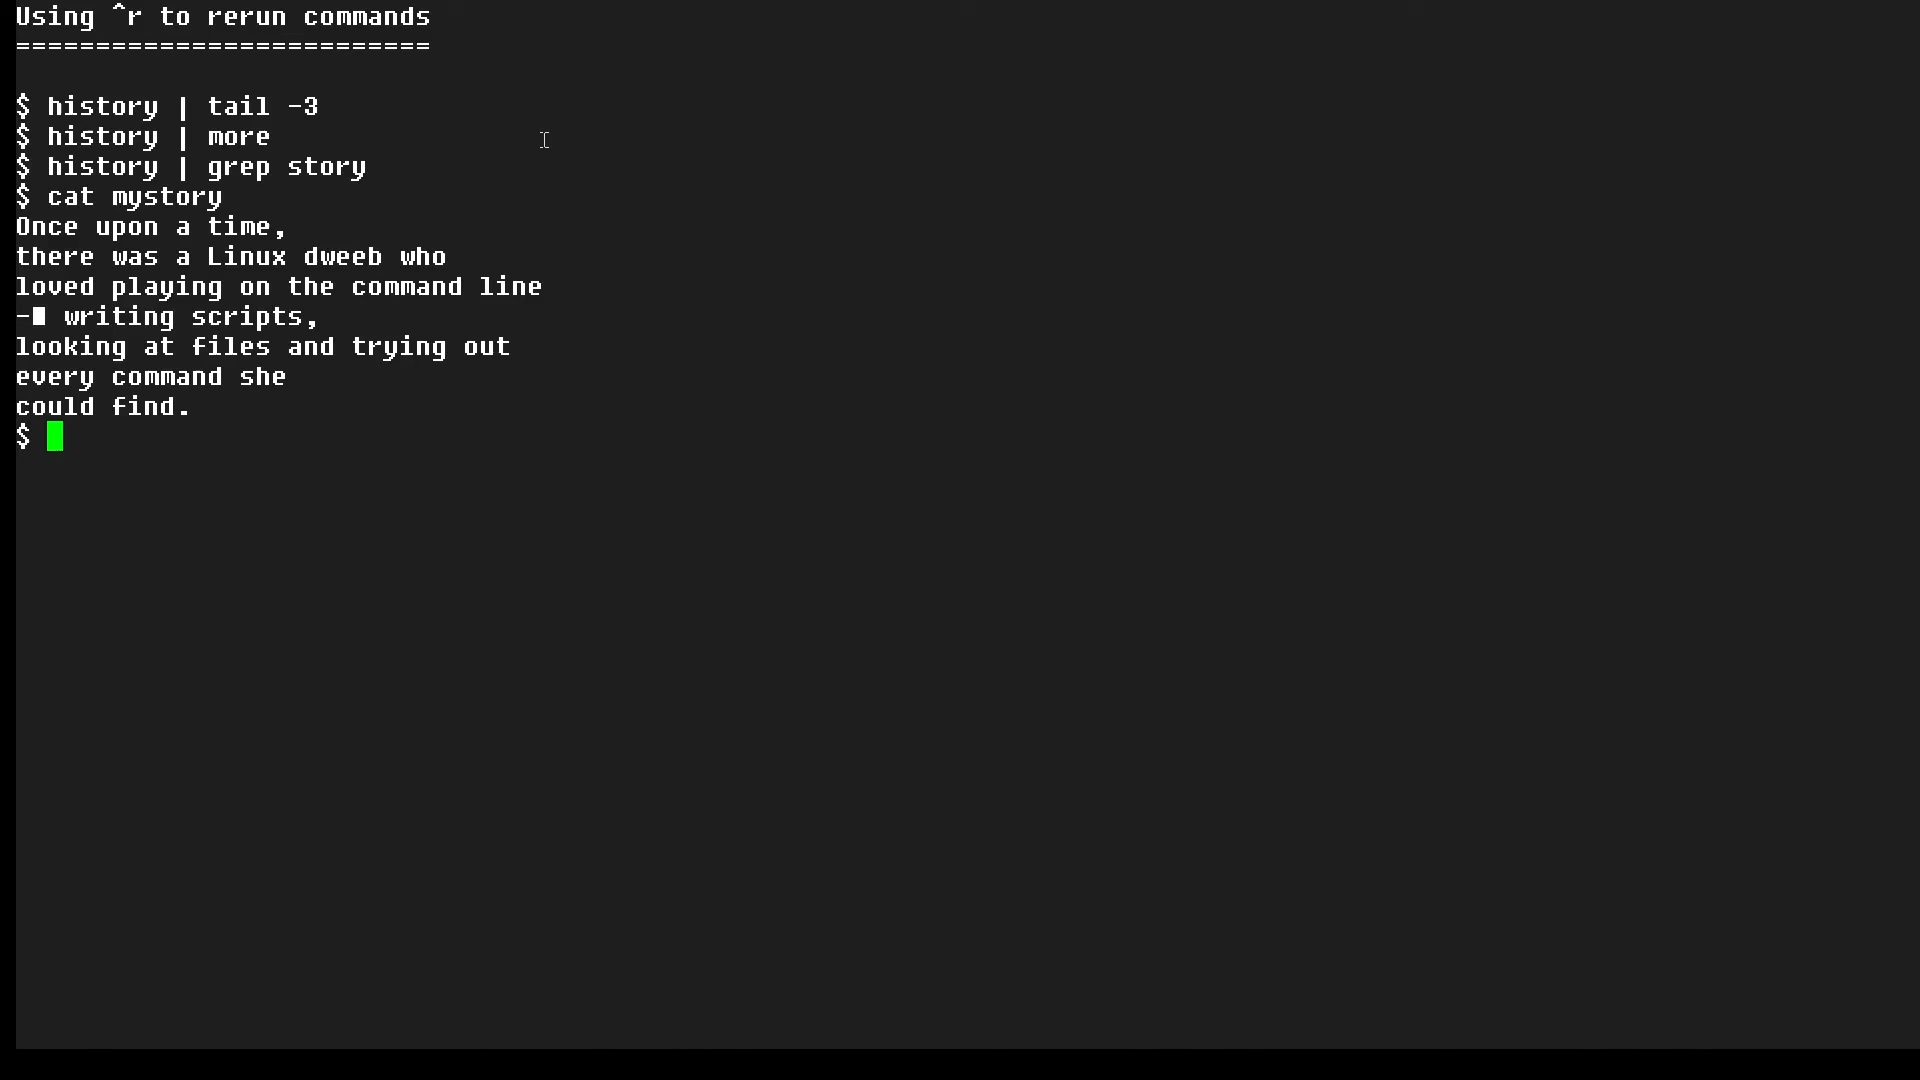 Using ^r to rerun commands
==========================
$ history | tail -3
$ history | more
$ history | grep story
$ cat mystory
Once upon a time,
there was a Linux dweeb who
loved playing on the command line
-█ writing scripts,
looking at files and trying out
every command she
could find.
$